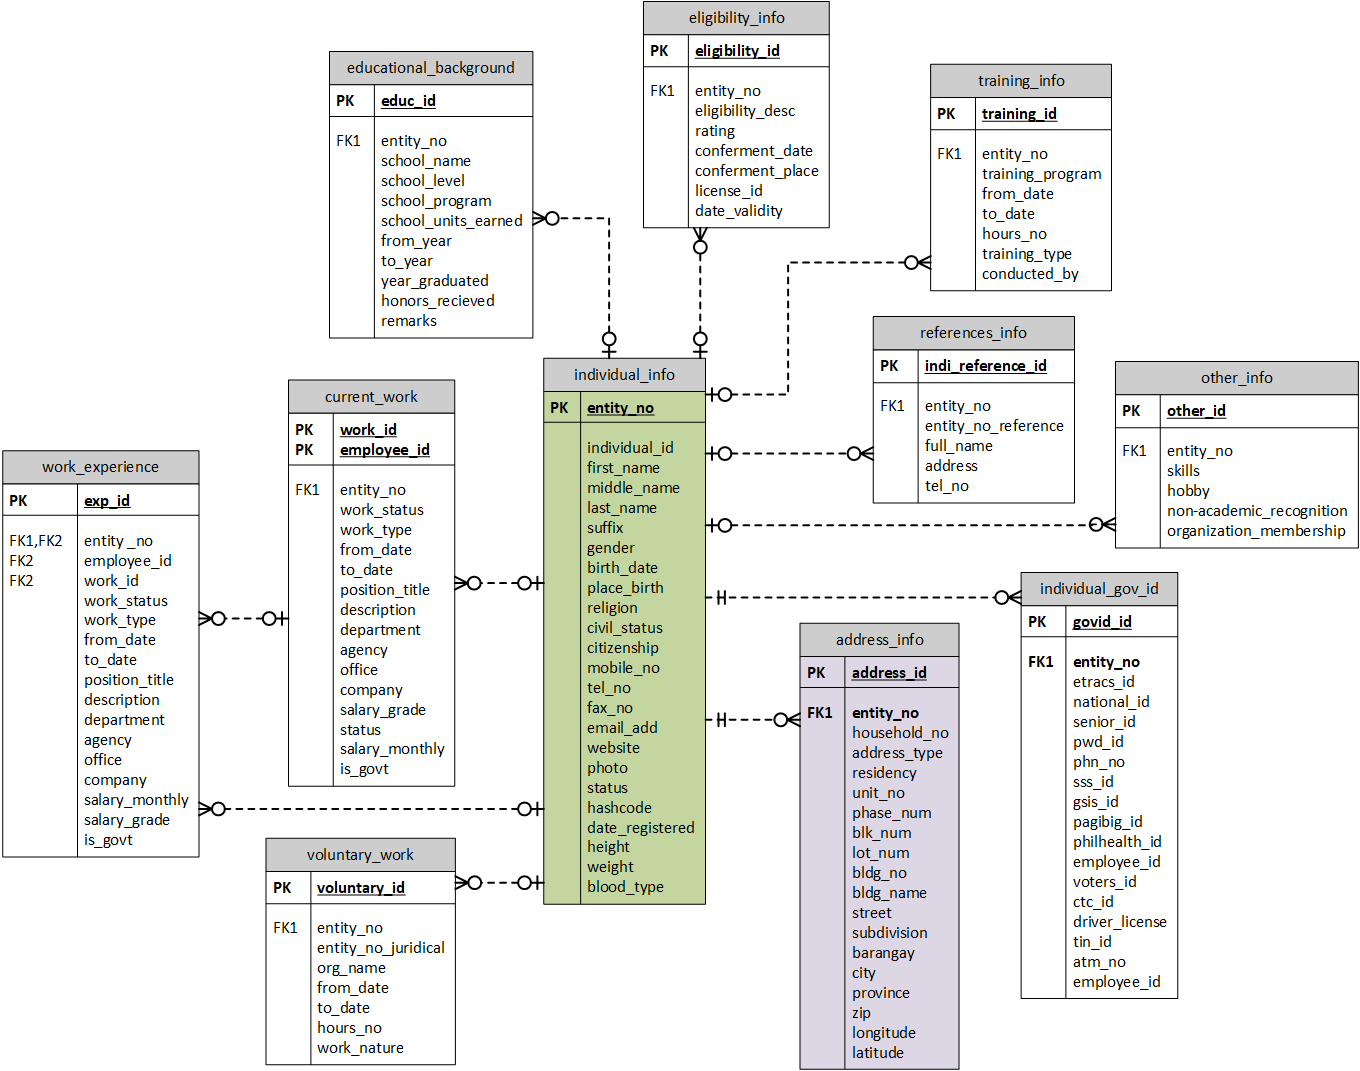 eligibility_info
PK eligibility_id
FK1 entity_no
eligibility_desc
rating
conferment_date
conferment_place
license_id
date_validity
educational_background
PK educ_id
FK1 entity_no
school_name
school_level
school_program
school_units_earned
from_year
to_year
year_graduated
honors_recieved
remarks
training_info
PK training_id
FK1 entity_no
training_program
from_date
to_date
hours_no
training_type
conducted_by
references_info
PK indi_reference_id
FK1 entity_no
entity_no_reference
full_name
address
tel_no
other_info
PK other_id
FK1 entity_no
skills
hobby
non-academic_recognition
organization_membership
individual_info
PK entity_no
individual_id
first_name
middle_name
last_name
suffix
gender
birth_date
place_birth
religion
civil_status
citizenship
mobile_no
tel_no
fax_no
email_add
website
photo
status
hashcode
date_registered
height
weight
blood_type
current_work
PK work_id
PK employee_id
FK1 entity_no
work_status
work_type
from_date
to_date
position_title
description
department
agency
office
company
salary_grade
status
salary_monthly
is_govt
work_experience
PK exp_id
FK1,FK2 entity _no
FK2 employee_id
FK2 work_id
work_status
work_type
from_date
to_date
position_title
description
department
agency
office
company
salary_monthly
salary_grade
is_govt
voluntary_work
PK voluntary_id
FK1 entity_no
entity_no_juridical
org_name
from_date
to_date
hours_no
work_nature
address_info
PK address_id
FK1 entity_no
household_no
address_type
residency
unit_no
phase_num
blk_num
lot_num
bldg_no
bldg_name
street
subdivision
barangay
city
province
zip
longitude
latitude
individual_gov_id
PK govid_id
FK1 entity_no
etracs_id
national_id
senior_id
pwd_id
phn_no
sss_id
gsis_id
pagibig_id
philhealth_id
employee_id
voters_id
ctc_id
driver_license
tin_id
atm_no
employee_id